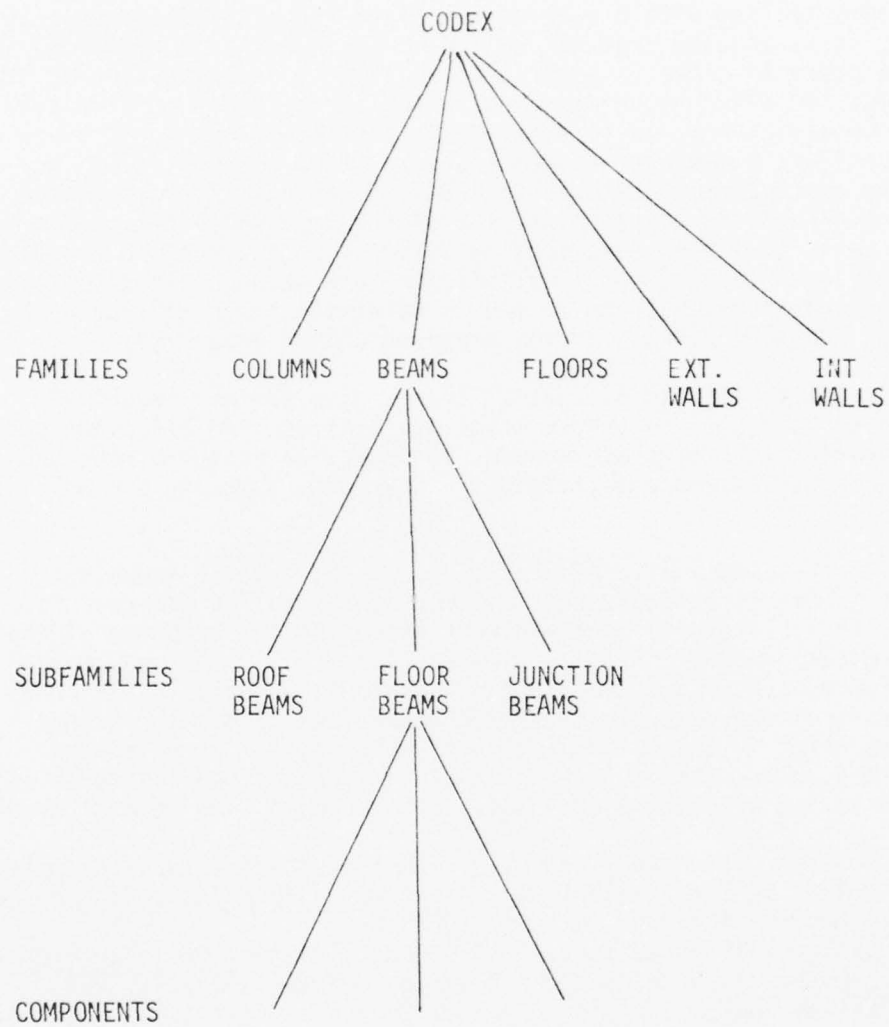 CODEX
FAMILIES COLUMNS BEAMS FLOORS EXT. INT
WALLS WALLS
SUBFAMILIES ROOF FLOOR JUNCTION
BEAMS BEAMS BEAMS
COMPONENTS